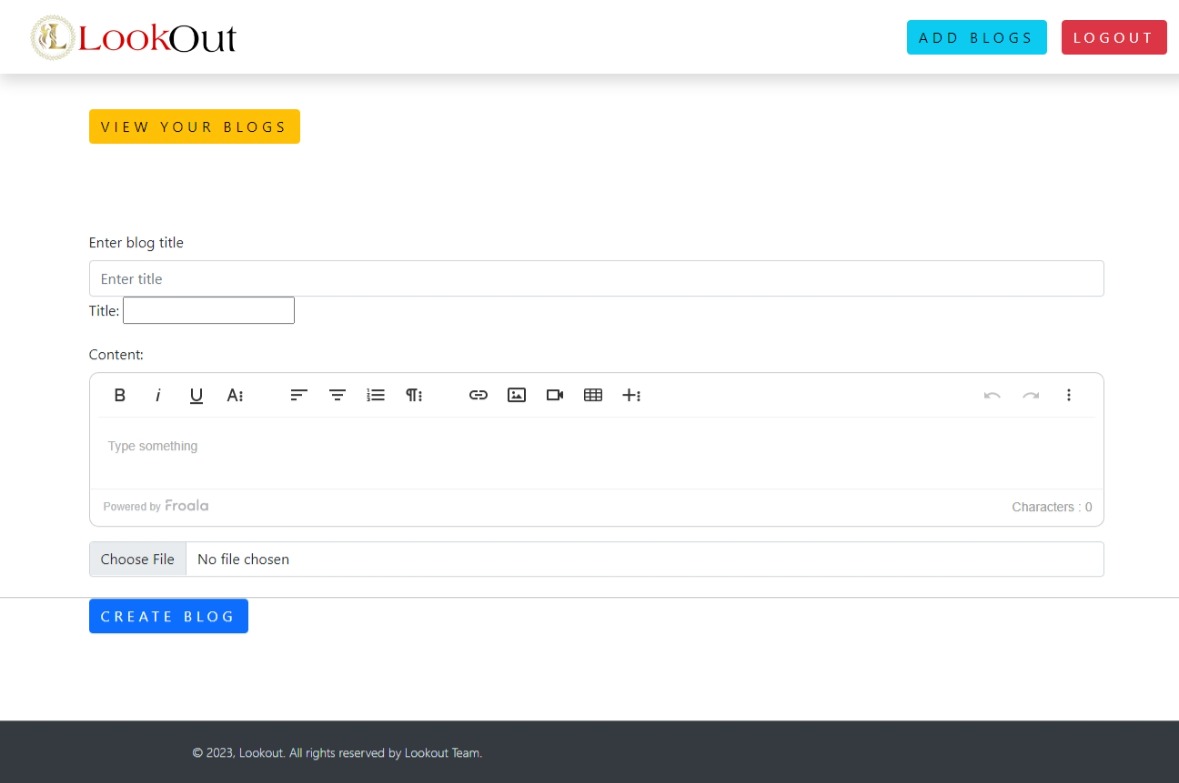 LookOut
ADD BLOGS
LOGOUT
VIEW YOUR BLOGS
Enter blog title
Enter title
Title:
Content:
B i U A
Type something
Powered by Froala
Characters : 0
Choose File No file chosen
CREATE BLOG
© 2023, Lookout. All rights reserved by Lookout Team.